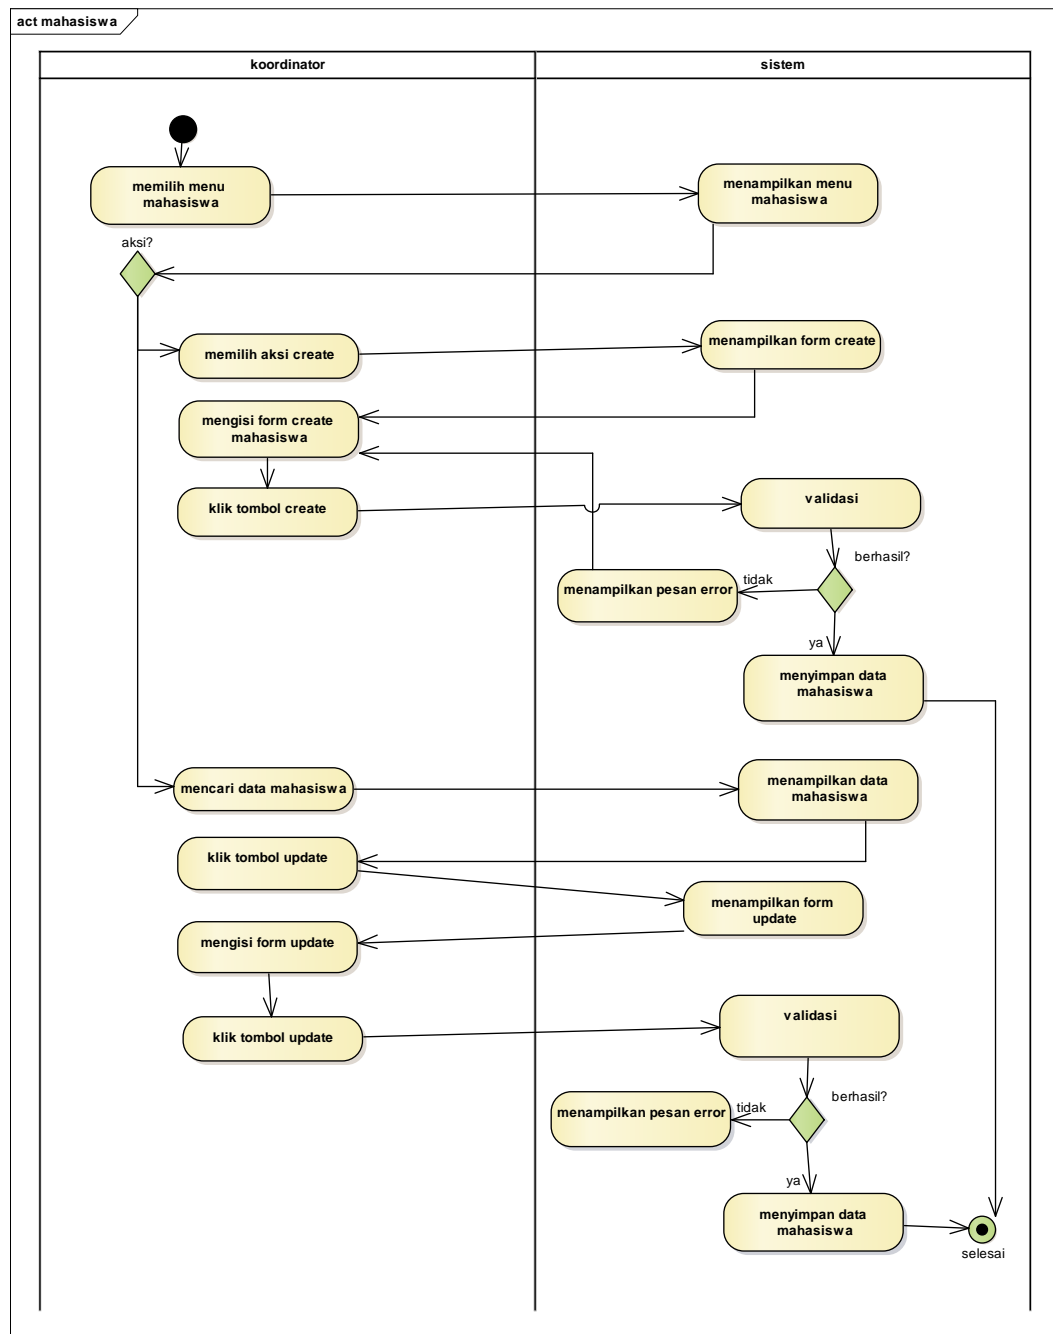 act mahasiswa
koordinator
sistem
memilih menu
mahasiswa
menampilkan menu
mahasiswa
aksi?
memilih aksi create
menampilkan form create
mengisi form create
mahasiswa
klik tombol create
validasi
berhasil?
menampilkan pesan error
tidak
ya
menyimpan data
mahasiswa
mencari data mahasiswa
menampilkan data
mahasiswa
klik tombol update
menampilkan form
update
mengisi form update
klik tombol update
validasi
berhasil?
menampilkan pesan error
tidak
ya
menyimpan data
mahasiswa
selesai